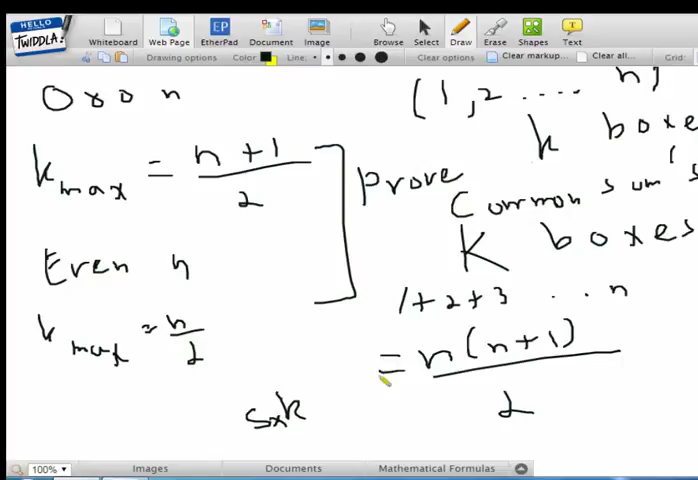 HELLO
TWIDDLA!
Whiteboard Web Page EtherPad Document Image Browse Select Draw Erase Shapes Text
Drawing options Color: Line: Clear options Clear markup... Clear all... Grid:
Odd n
(1,2 .... n)
k boxes
k max = n+1 / 2
prove
Common sum 's
K boxes
Even n
k max = n / 2
1+2+3 ... n
= n(n+1) / 2
S x k
100%
Images Documents Mathematical Formulas